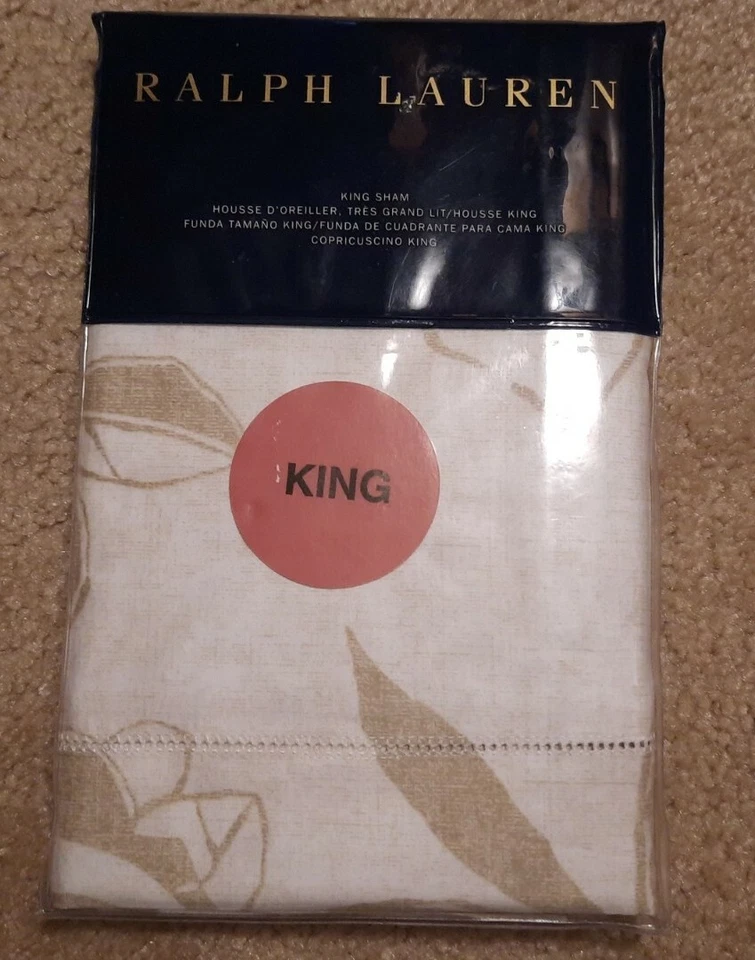 RALPH LAUREN
KING SHAM
HOUSSE D'OREILLER, TRÈS GRAND LIT/HOUSSE KING
FUNDA TAMAÑO KING/FUNDA DE CUADRANTE PARA CAMA KING
COPRICUSCINO KING
KING